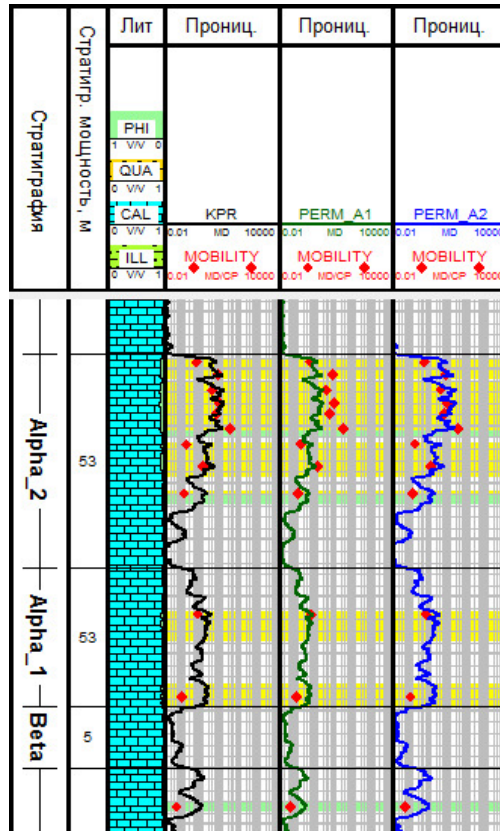 Стратиграфия
Стратигр. мощность, м
Лит
Прониц.
Прониц.
Прониц.
PHI
1 V/V 0
QUA
0 V/V 1
CAL
0 V/V 1
ILL
0 V/V 1
KPR
0.01 MD 10000
MOBILITY
0.01 MD/CP 10000
PERM_A1
0.01 MD 10000
MOBILITY
0.01 MD/CP 10000
PERM_A2
0.01 MD 10000
MOBILITY
0.01 MD/CP 10000
Alpha_2
53
Alpha_1
53
Beta
5